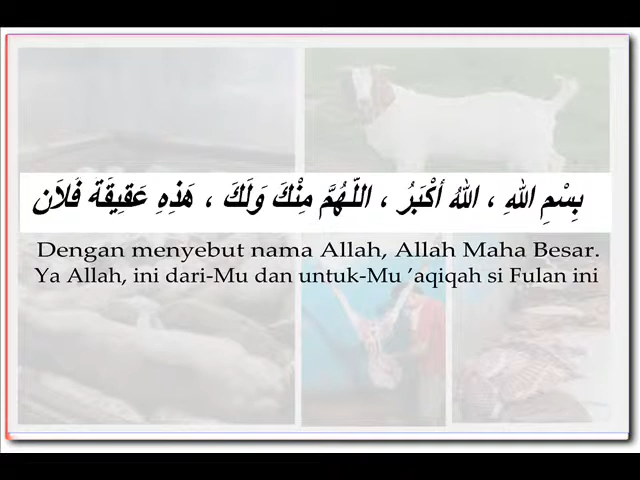 بِسْمِ اللهِ ، اللهُ أَكْبَرُ ، اللّهُمَّ مِنْكَ وَلَكَ ، هَذِهِ عَقِيقَةَ فُلاَن
Dengan menyebut nama Allah, Allah Maha Besar.
Ya Allah, ini dari-Mu dan untuk-Mu ’aqiqah si Fulan ini